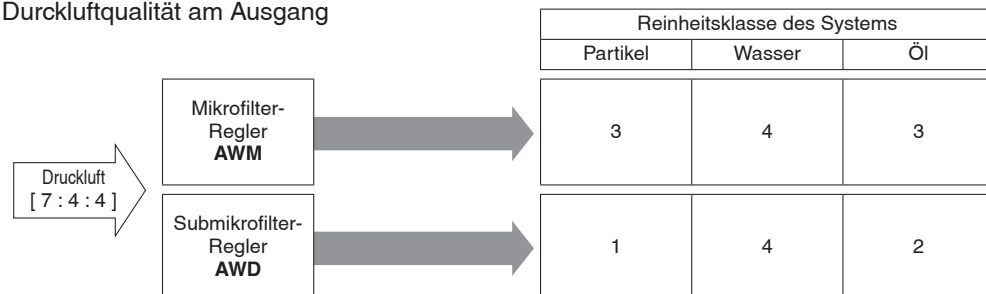 Durckluftqualität am Ausgang
Reinheitsklasse des Systems
Partikel Wasser Öl
Druckluft
[ 7 : 4 : 4 ]
Mikrofilter-
Regler
AWM
3 4 3
Submikrofilter-
Regler
AWD
1 4 2